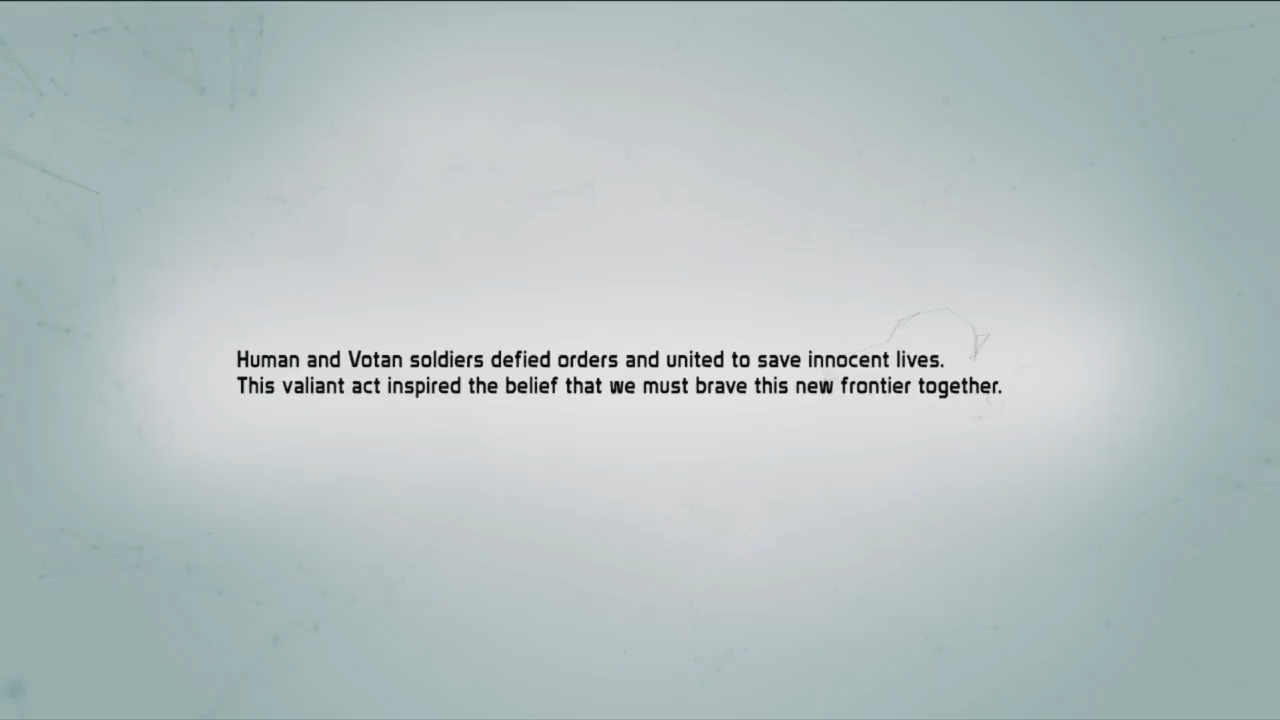 Human and Votan soldiers defied orders and united to save innocent lives.
This valiant act inspired the belief that we must brave this new frontier together.